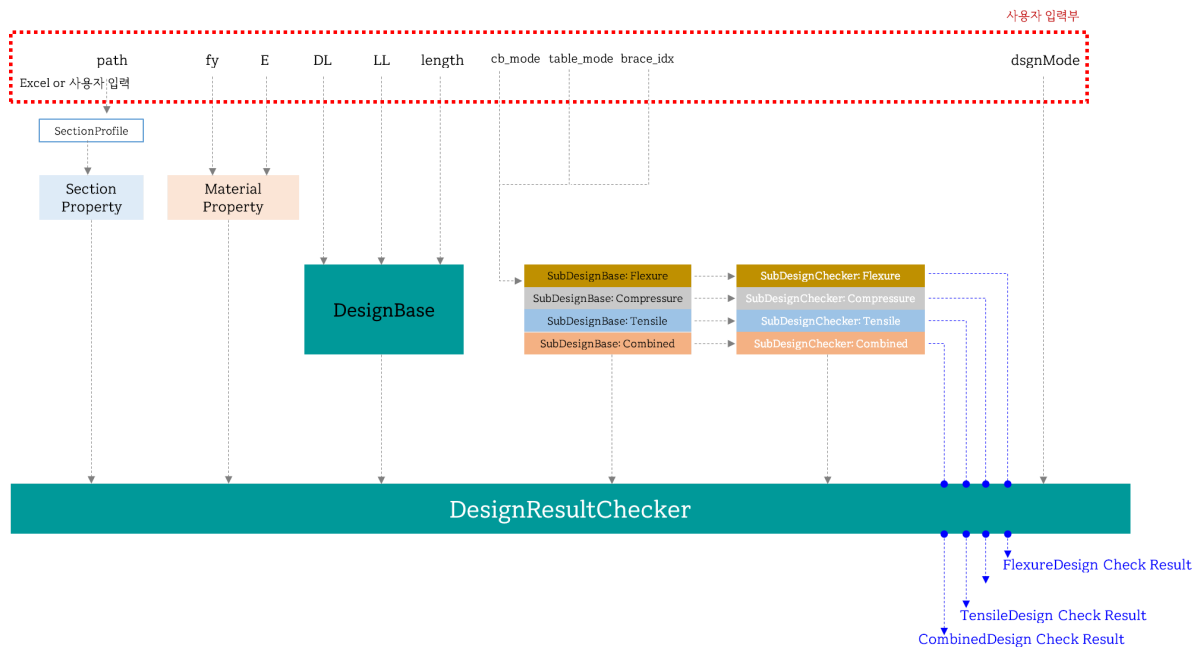 사용자 입력부
path
fy
E
DL
LL
length
cb_mode
table_mode
brace_idx
dsgnMode
Excel or 사용자 입력
SectionProfile
Section
Property
Material
Property
DesignBase
SubDesignBase: Flexure
SubDesignChecker: Flexure
SubDesignBase: Compressure
SubDesignChecker: Compressure
SubDesignBase: Tensile
SubDesignChecker: Tensile
SubDesignBase: Combined
SubDesignChecker: Combined
DesignResultChecker
FlexureDesign Check Result
TensileDesign Check Result
CombinedDesign Check Result